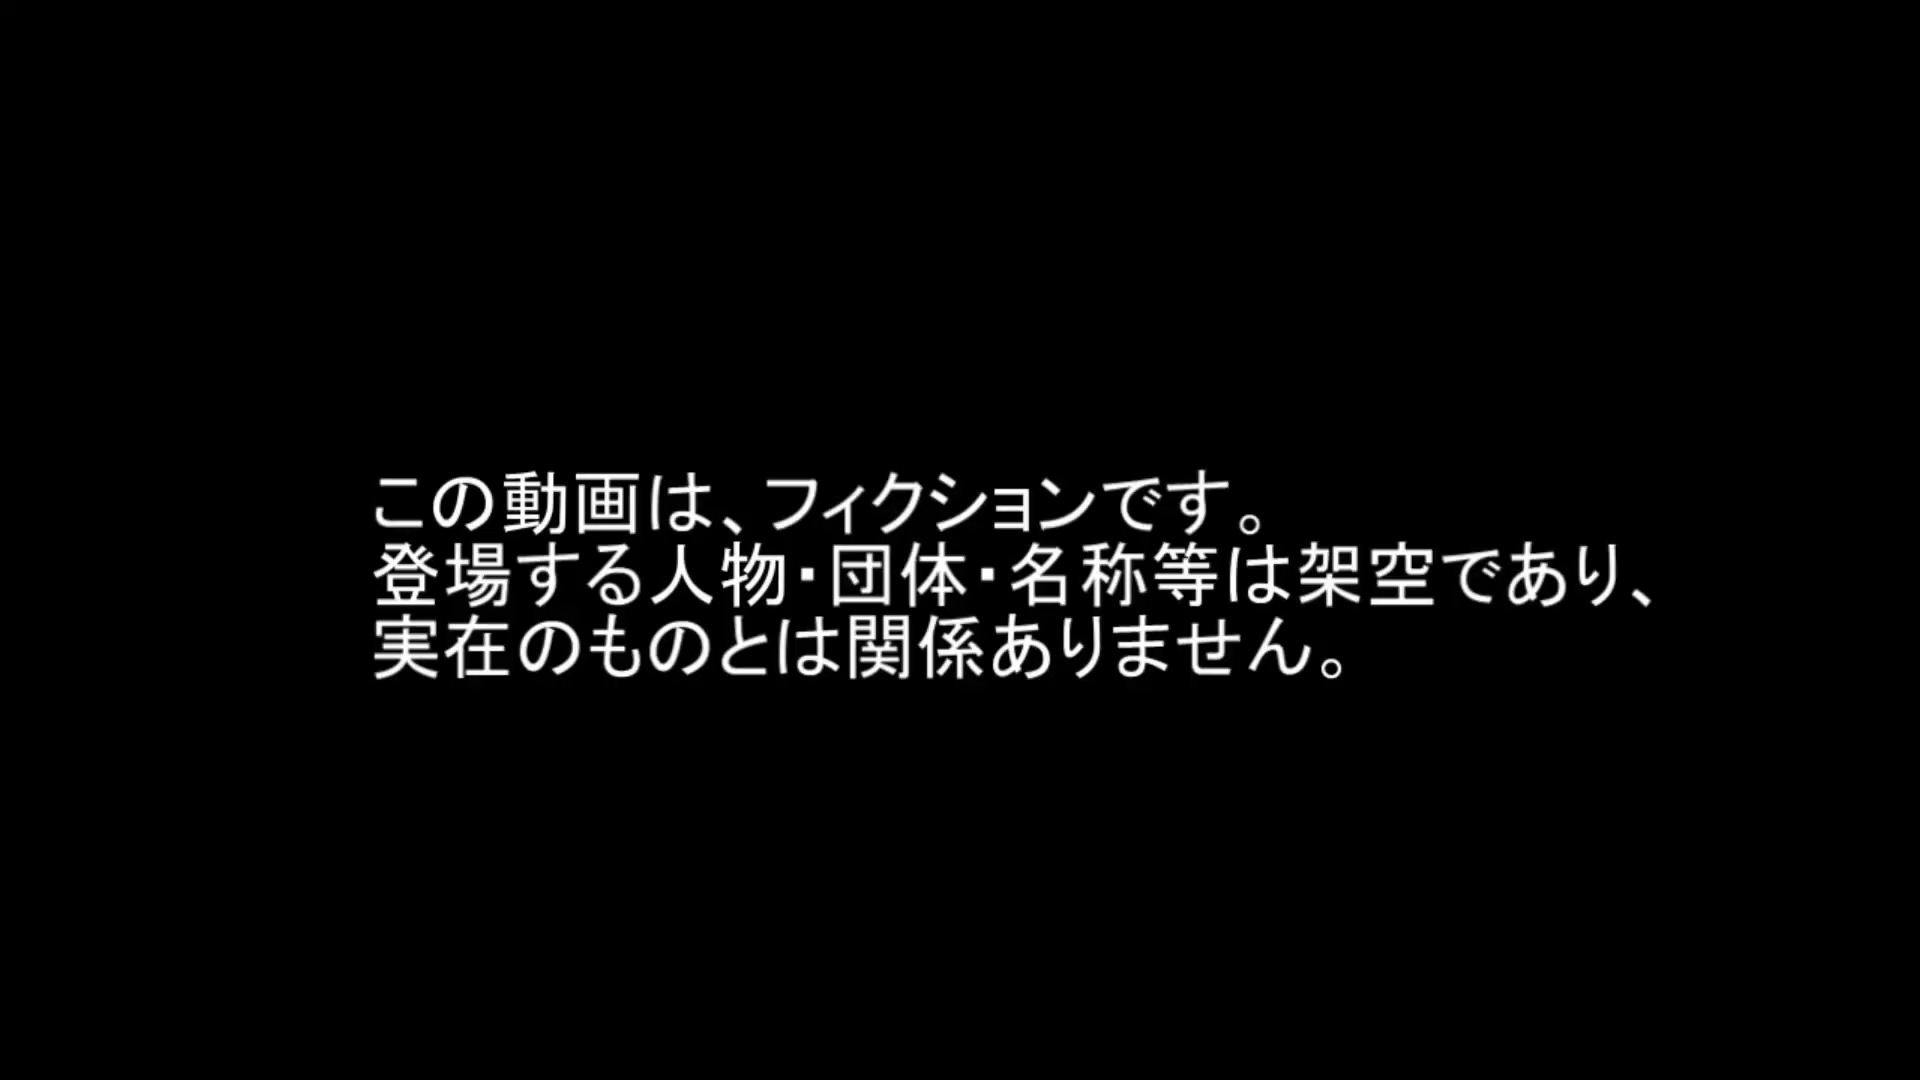 この動画は、フィクションです。
登場する人物・団体・名称等は架空であり、
実在のものとは関係ありません。